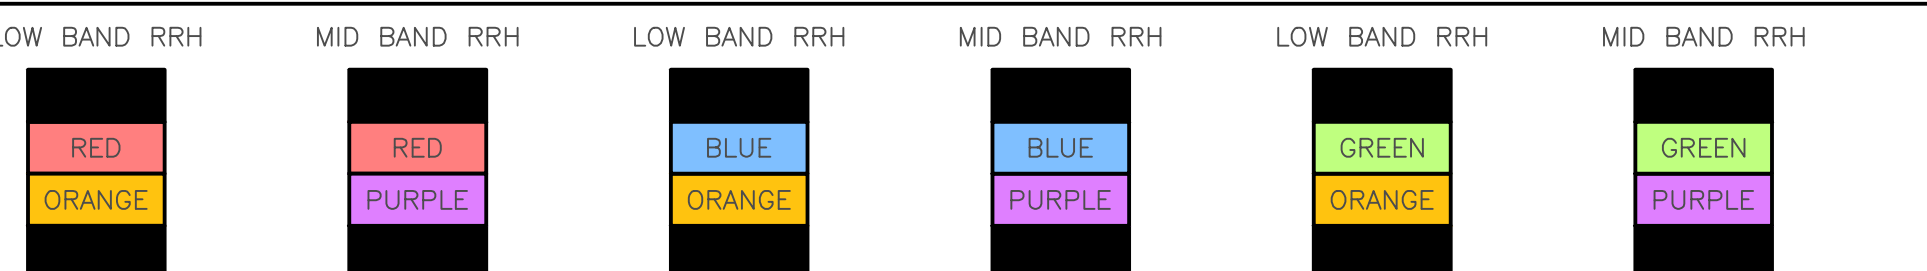 LOW BAND RRH MID BAND RRH LOW BAND RRH MID BAND RRH LOW BAND RRH MID BAND RRH
RED RED BLUE BLUE GREEN GREEN
ORANGE PURPLE ORANGE PURPLE ORANGE PURPLE